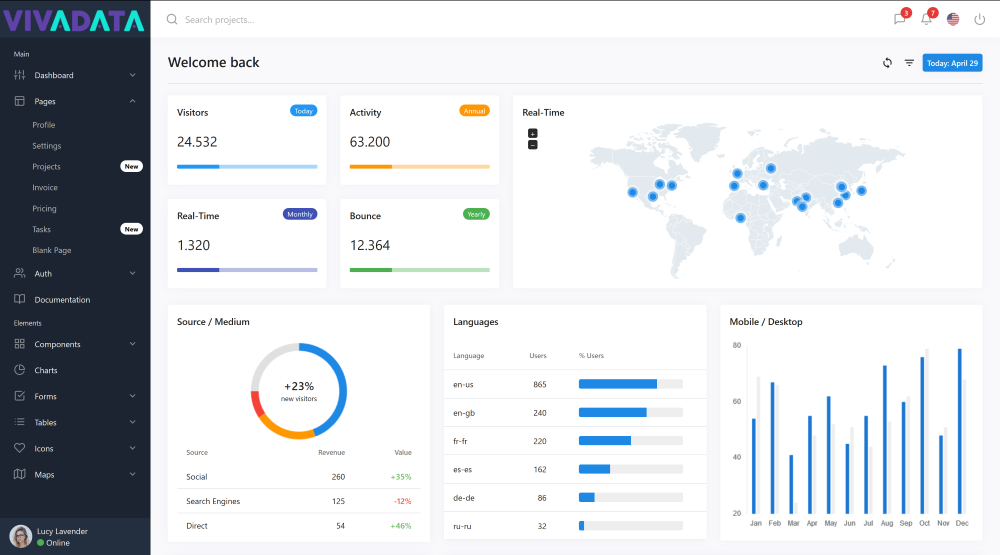 VIVADATA
Search projects...
3
7
Main
Dashboard
Pages
Profile
Settings
Projects New
Invoice
Pricing
Tasks New
Blank Page
Auth
Documentation
Elements
Components
Charts
Forms
Tables
Icons
Maps
Lucy Lavender
Online
Welcome back
Today: April 29
Visitors Today
24.532
Activity Annual
63.200
Real-Time Monthly
1.320
Bounce Yearly
12.364
Real-Time
+
−
Source / Medium
+23%
new visitors
Source Revenue Value
Social 260 +35%
Search Engines 125 -12%
Direct 54 +46%
Languages
Language Users % Users
en-us 865
en-gb 240
fr-fr 220
es-es 162
de-de 86
ru-ru 32
Mobile / Desktop
80
60
40
20
Jan Feb Mar Apr May Jun Jul Aug Sep Oct Nov Dec